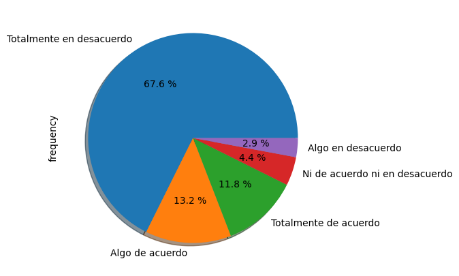 Totalmente en desacuerdo
67.6 %
frequency
2.9 %
Algo en desacuerdo
4.4 %
Ni de acuerdo ni en desacuerdo
11.8 %
13.2 %
Totalmente de acuerdo
Algo de acuerdo